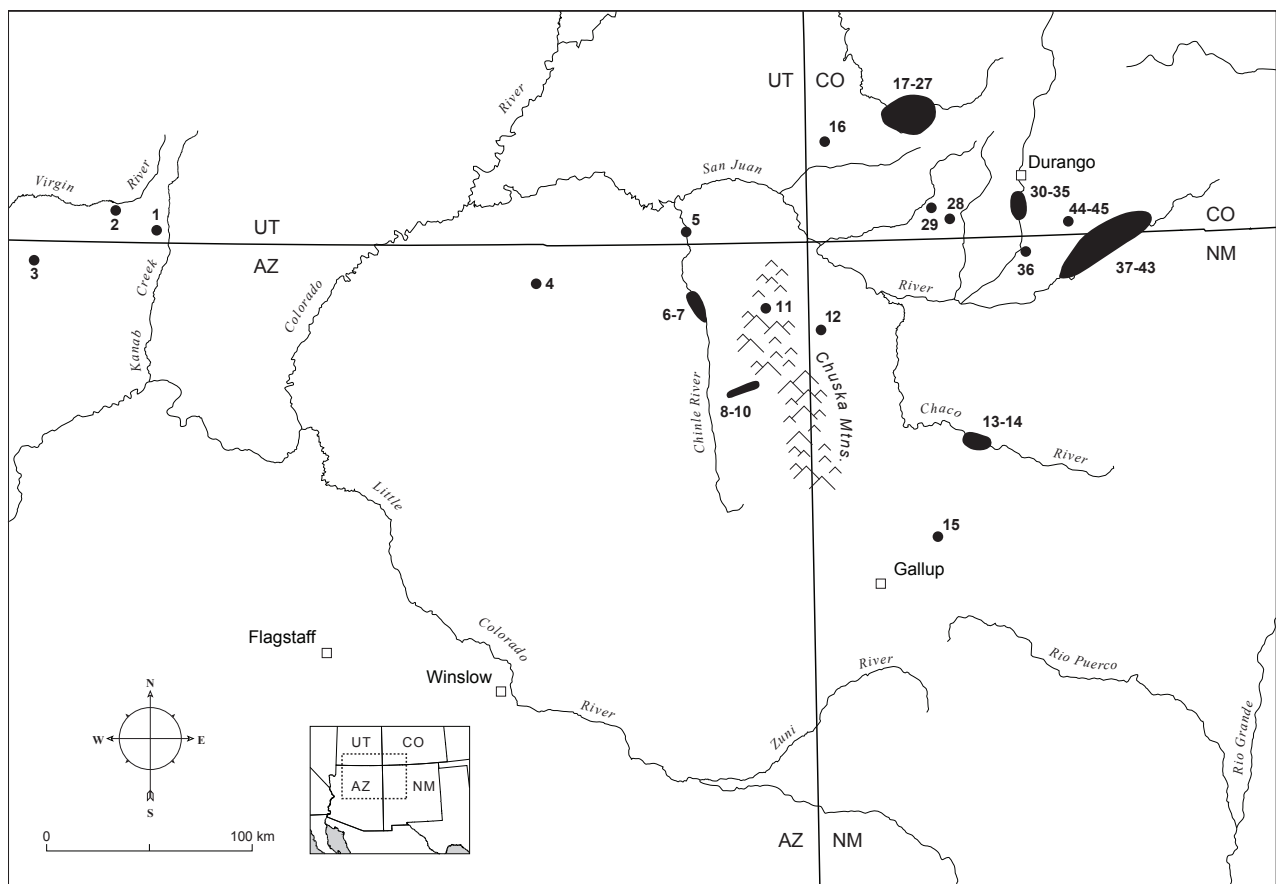 River
UT CO
17-27
16
Durango
San Juan
Virgin
River
30-35
44-45
28
29
5
1
2
UT
CO
AZ
NM
3
Creek
36
37-43
4
River
Colorado
11
6-7
12
Kanab
Chuska Mtns.
Chinle River
8-10
Chaco
13-14
River
Little
15
Gallup
Colorado
Flagstaff
River
Rio Puerco
Winslow
N
River
Zuni
Rio Grande
W E
UT CO
AZ NM
S
0 100 km
AZ NM